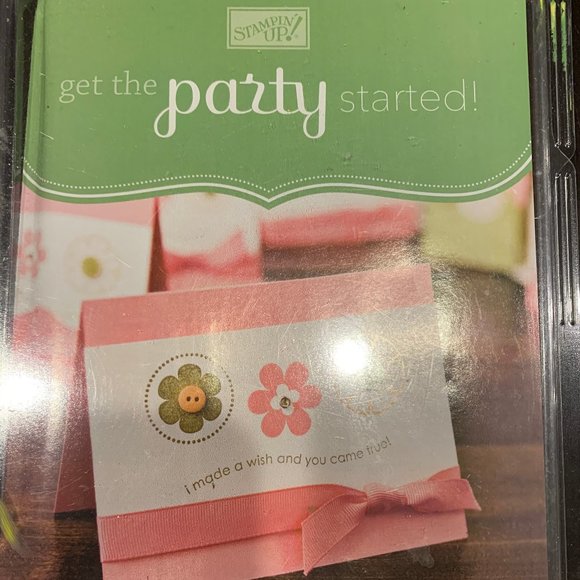 STAMPIN'
UP!
get the party started!
i made a wish and you came true!